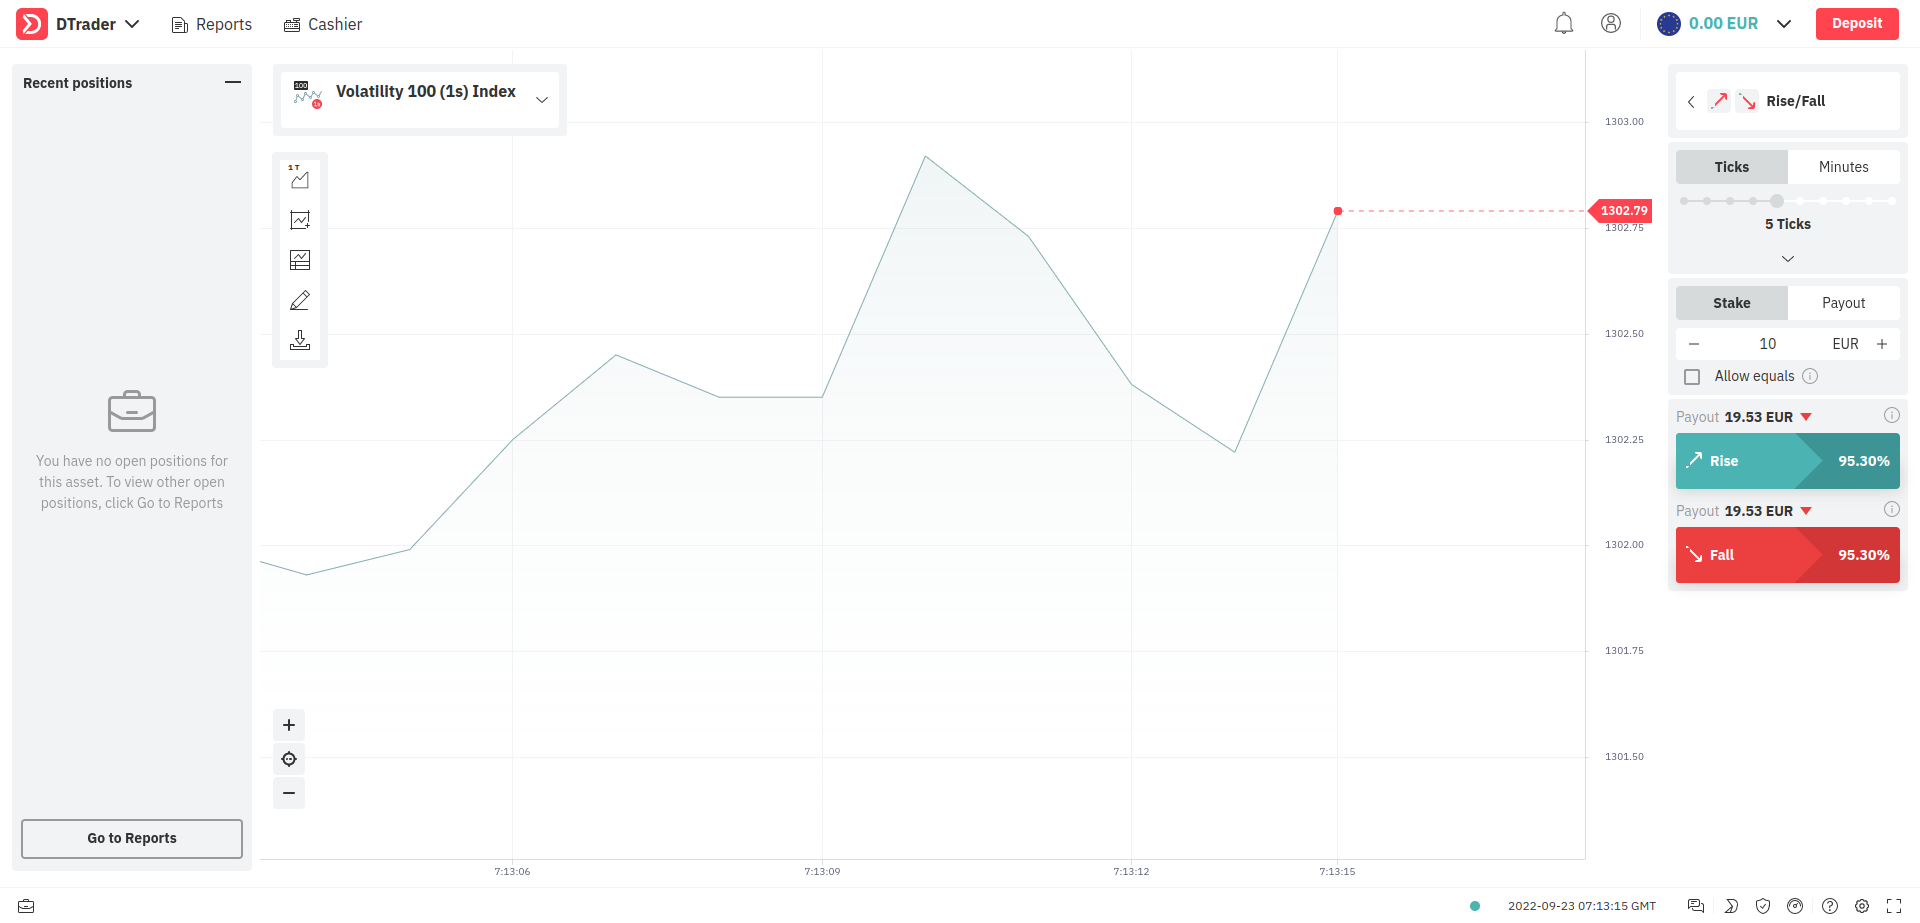 DTrader
Reports
Cashier
0.00 EUR
Deposit
Recent positions
You have no open positions for
this asset. To view other open
positions, click Go to Reports
Go to Reports
100
1s
Volatility 100 (1s) Index
1 T
1303.00
1302.79
1302.75
1302.50
1302.25
1302.00
1301.75
1301.50
7:13:06
7:13:09
7:13:12
7:13:15
Rise/Fall
Ticks
Minutes
5 Ticks
Stake
Payout
10
EUR
Allow equals
Payout 19.53 EUR
Rise
95.30%
Payout 19.53 EUR
Fall
95.30%
2022-09-23 07:13:15 GMT